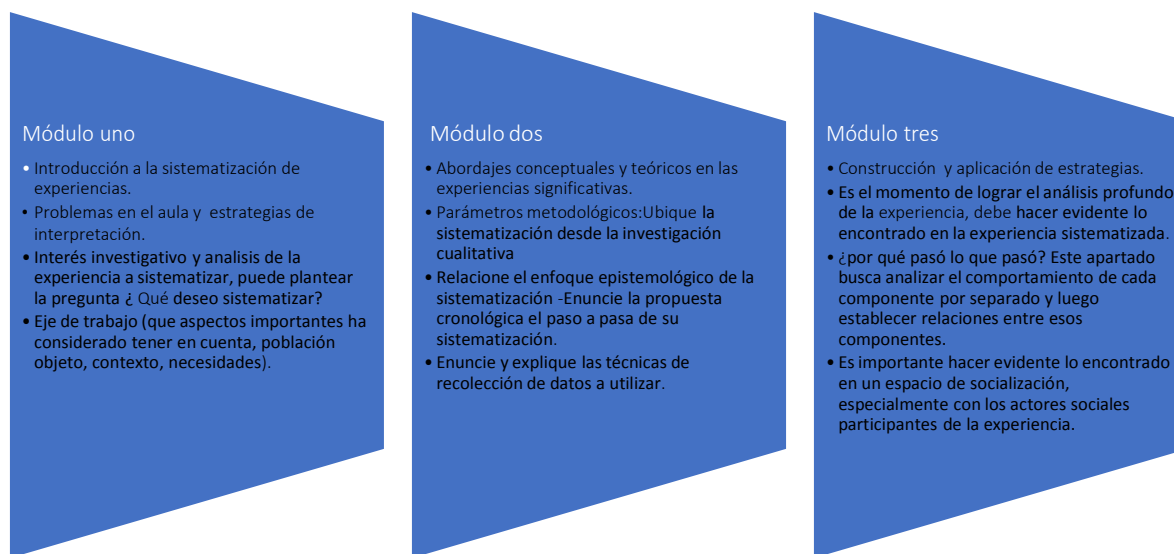 Módulo uno
• Introducción a la sistematización de
experiencias.
• Problemas en el aula y estrategias de
interpretación.
• Interés investigativo y analisis de la
experiencia a sistematizar, puede plantear
la pregunta ¿ Qué deseo sistematizar?
• Eje de trabajo (que aspectos importantes ha
considerado tener en cuenta, población
objeto, contexto, necesidades).
Módulo dos
• Abordajes conceptuales y teóricos en las
experiencias significativas.
• Parámetros metodológicos:Ubique la
sistematización desde la investigación
cualitativa
• Relacione el enfoque epistemológico de la
sistematización -Enuncie la propuesta
cronológica el paso a pasa de su
sistematización.
• Enuncie y explique las técnicas de
recolección de datos a utilizar.
Módulo tres
• Construcción y aplicación de estrategias.
• Es el momento de lograr el análisis profundo
de la experiencia, debe hacer evidente lo
encontrado en la experiencia sistematizada.
• ¿por qué pasó lo que pasó? Este apartado
busca analizar el comportamiento de cada
componente por separado y luego
establecer relaciones entre esos
componentes.
• Es importante hacer evidente lo encontrado
en un espacio de socialización,
especialmente con los actores sociales
participantes de la experiencia.